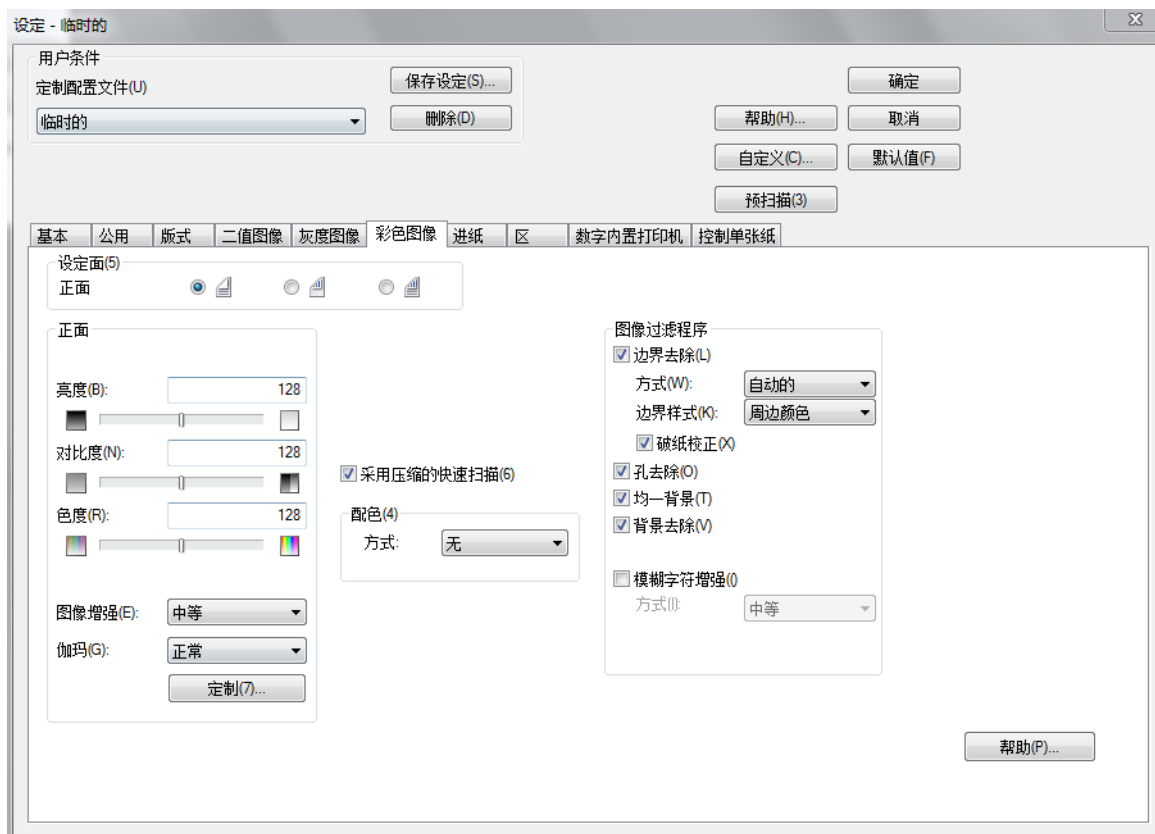 设定 - 临时的
用户条件
定制配置文件(U)
保存设定(S)...
确定
临时的
删除(D)
帮助(H)...
取消
自定义(C)...
默认值(F)
预扫描(3)
基本 公用 版式 二值图像 灰度图像 彩色图像 进纸 区 数字内置打印机 控制单张纸
设定面(5)
正面
正面
图像过滤程序
边界去除(L)
亮度(B): 128
方式(W): 自动的
边界样式(K): 周边颜色
破纸校正(X)
对比度(N): 128
采用压缩的快速扫描(6)
孔去除(O)
均一背景(T)
色度(R): 128
配色(4)
背景去除(V)
方式: 无
模糊字符增强(I)
图像增强(E): 中等
方式(I): 中等
伽玛(G): 正常
定制(7)...
帮助(P)...